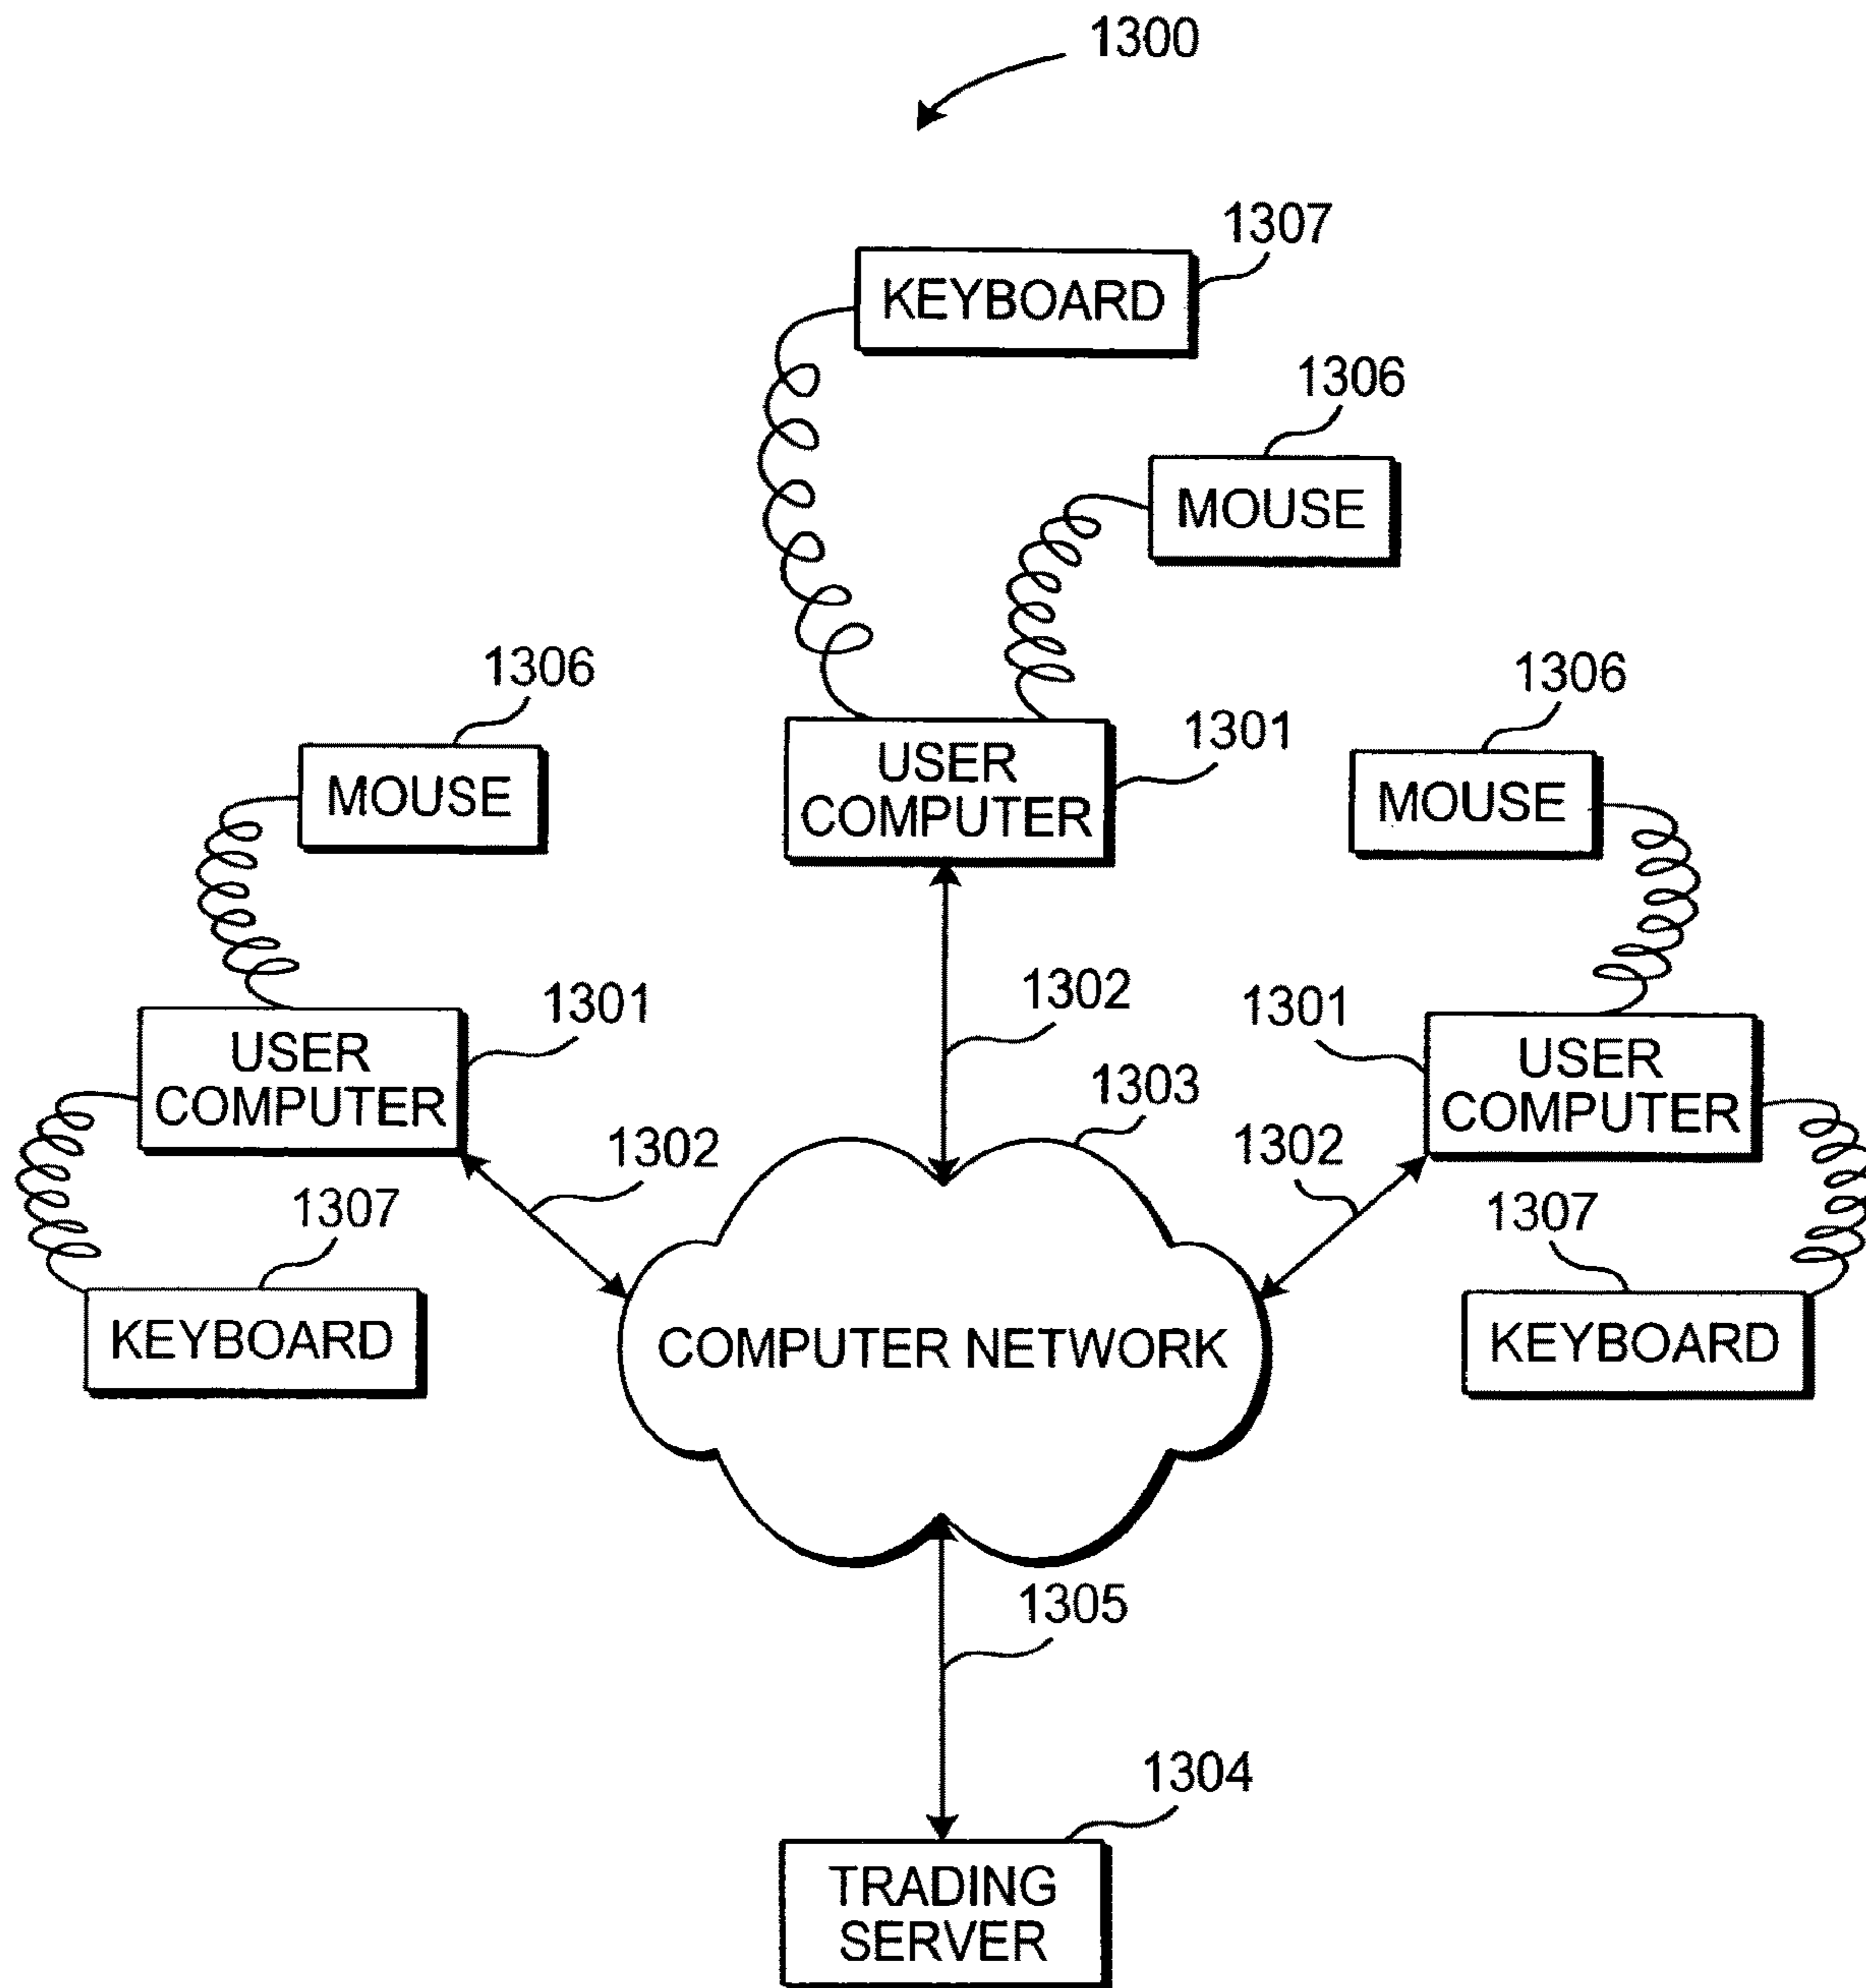 1300
1307
KEYBOARD
1306
MOUSE
1306
1301
1306
MOUSE
USER
COMPUTER
MOUSE
1301
1302
1301
USER
COMPUTER
USER
COMPUTER
1303
1302
1302
1307
1307
KEYBOARD
COMPUTER NETWORK
KEYBOARD
1305
1304
TRADING
SERVER